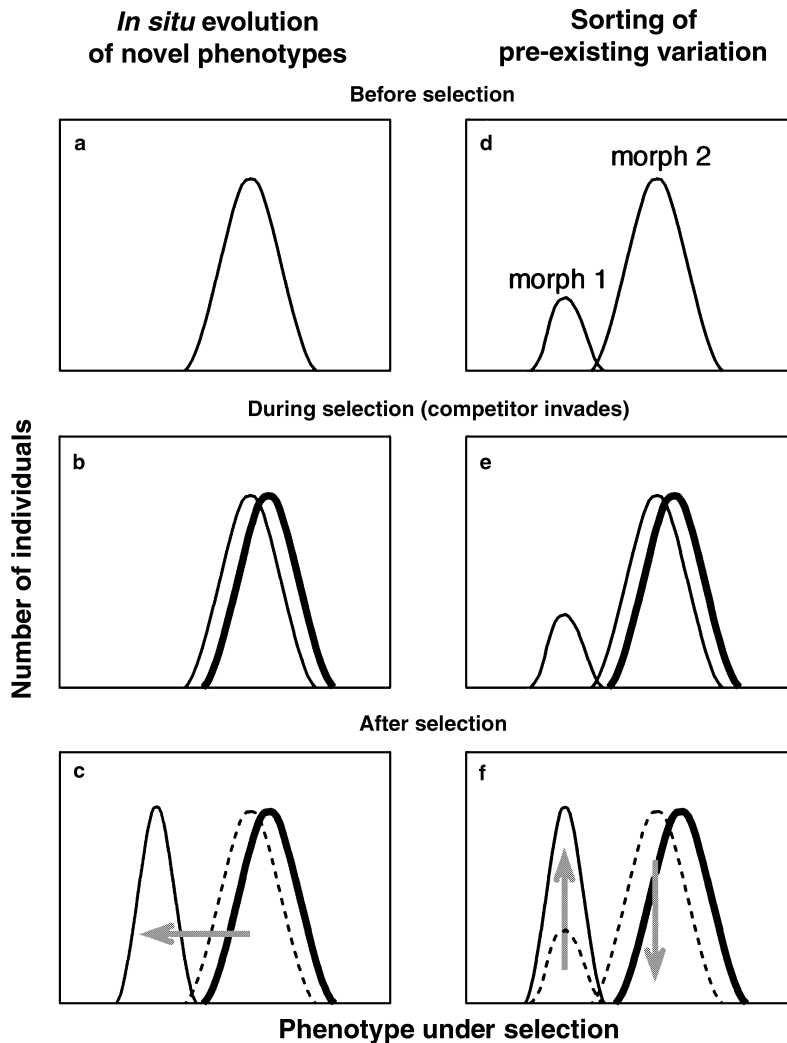 In situ evolution
of novel phenotypes
Sorting of
pre-existing variation
Before selection
a
d
morph 2
morph 1
During selection (competitor invades)
b
e
Number of individuals
After selection
c
f
Phenotype under selection